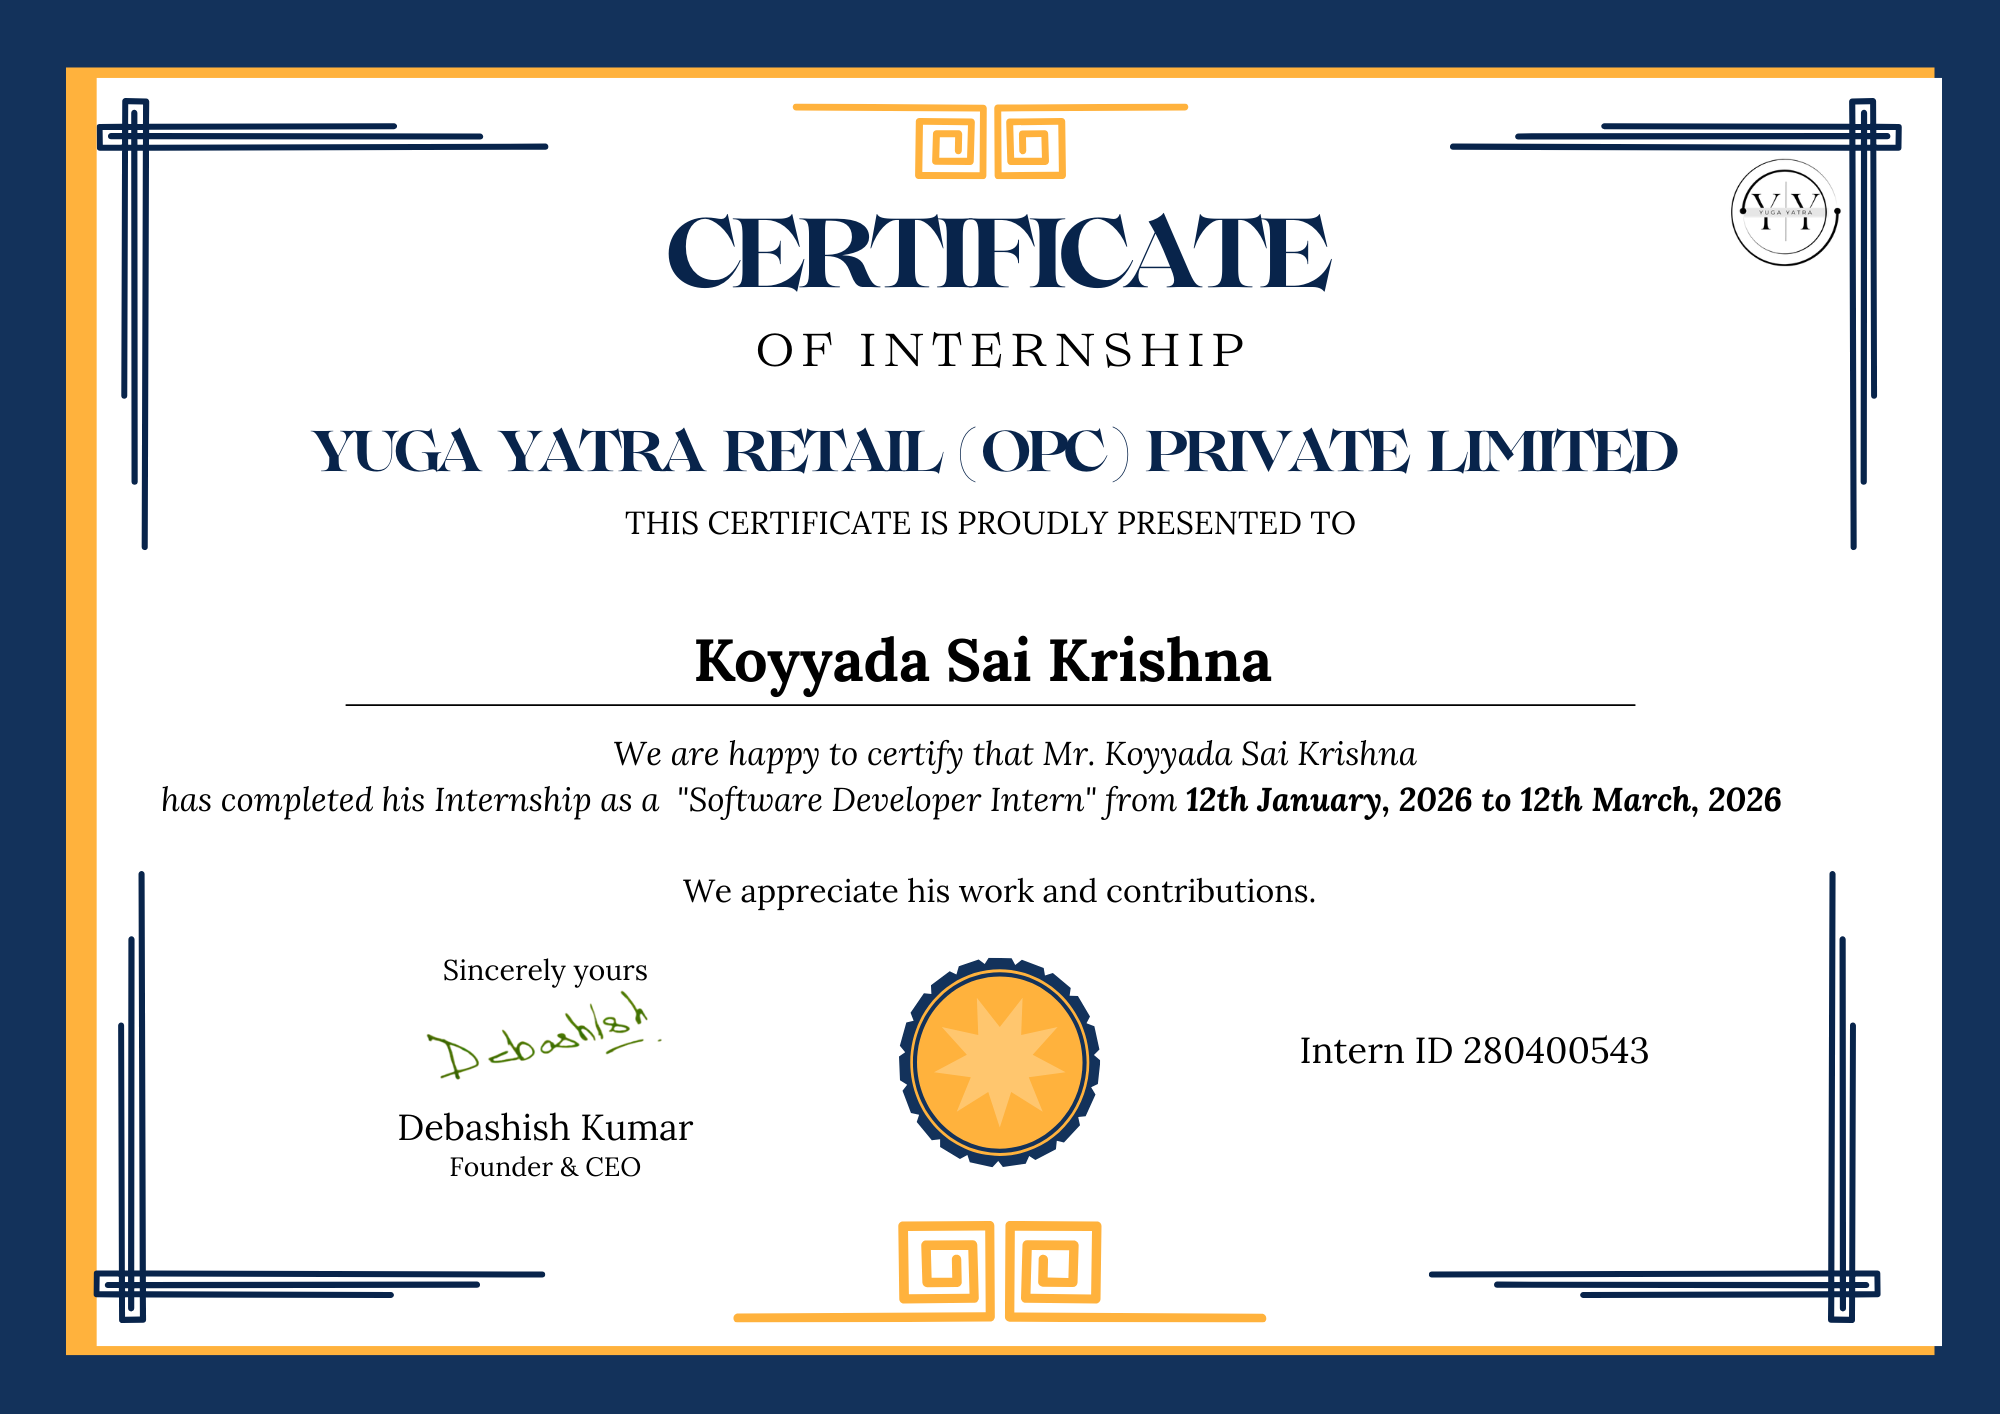 Y Y
YUGA YATRA
CERTIFICATE
OF INTERNSHIP
YUGA YATRA RETAIL (OPC) PRIVATE LIMITED
THIS CERTIFICATE IS PROUDLY PRESENTED TO
Koyyada Sai Krishna
We are happy to certify that Mr. Koyyada Sai Krishna
has completed his Internship as a "Software Developer Intern" from 12th January, 2026 to 12th March, 2026
We appreciate his work and contributions.
Sincerely yours
Debashish
Debashish Kumar
Founder & CEO
Intern ID 280400543